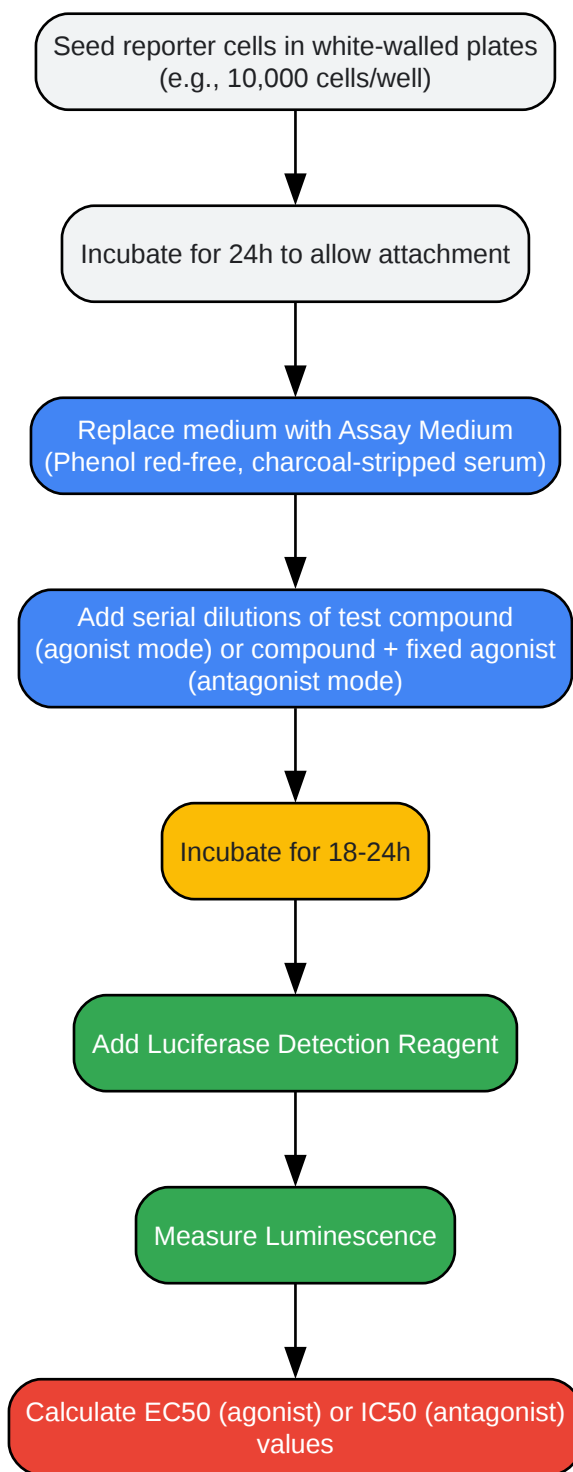 Seed reporter cells in white-walled plates
(e.g., 10,000 cells/well)
Incubate for 24h to allow attachment
Replace medium with Assay Medium
(Phenol red-free, charcoal-stripped serum)
Add serial dilutions of test compound
(agonist mode) or compound + fixed agonist
(antagonist mode)
Incubate for 18-24h
Add Luciferase Detection Reagent
Measure Luminescence
Calculate EC50 (agonist) or IC50 (antagonist)
values